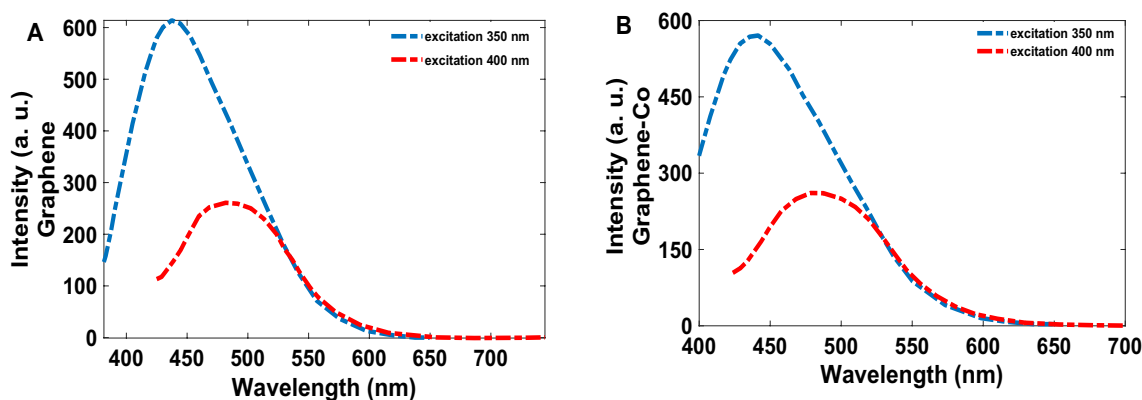 A
excitation 350 nm
excitation 400 nm
Intensity (a. u.)
Graphene
600
500
400
300
200
100
0
400 450 500 550 600 650 700
Wavelength (nm)
B
excitation 350 nm
excitation 400 nm
Intensity (a. u.)
Graphene-Co
600
450
300
150
0
400 450 500 550 600 650 700
Wavelength (nm)